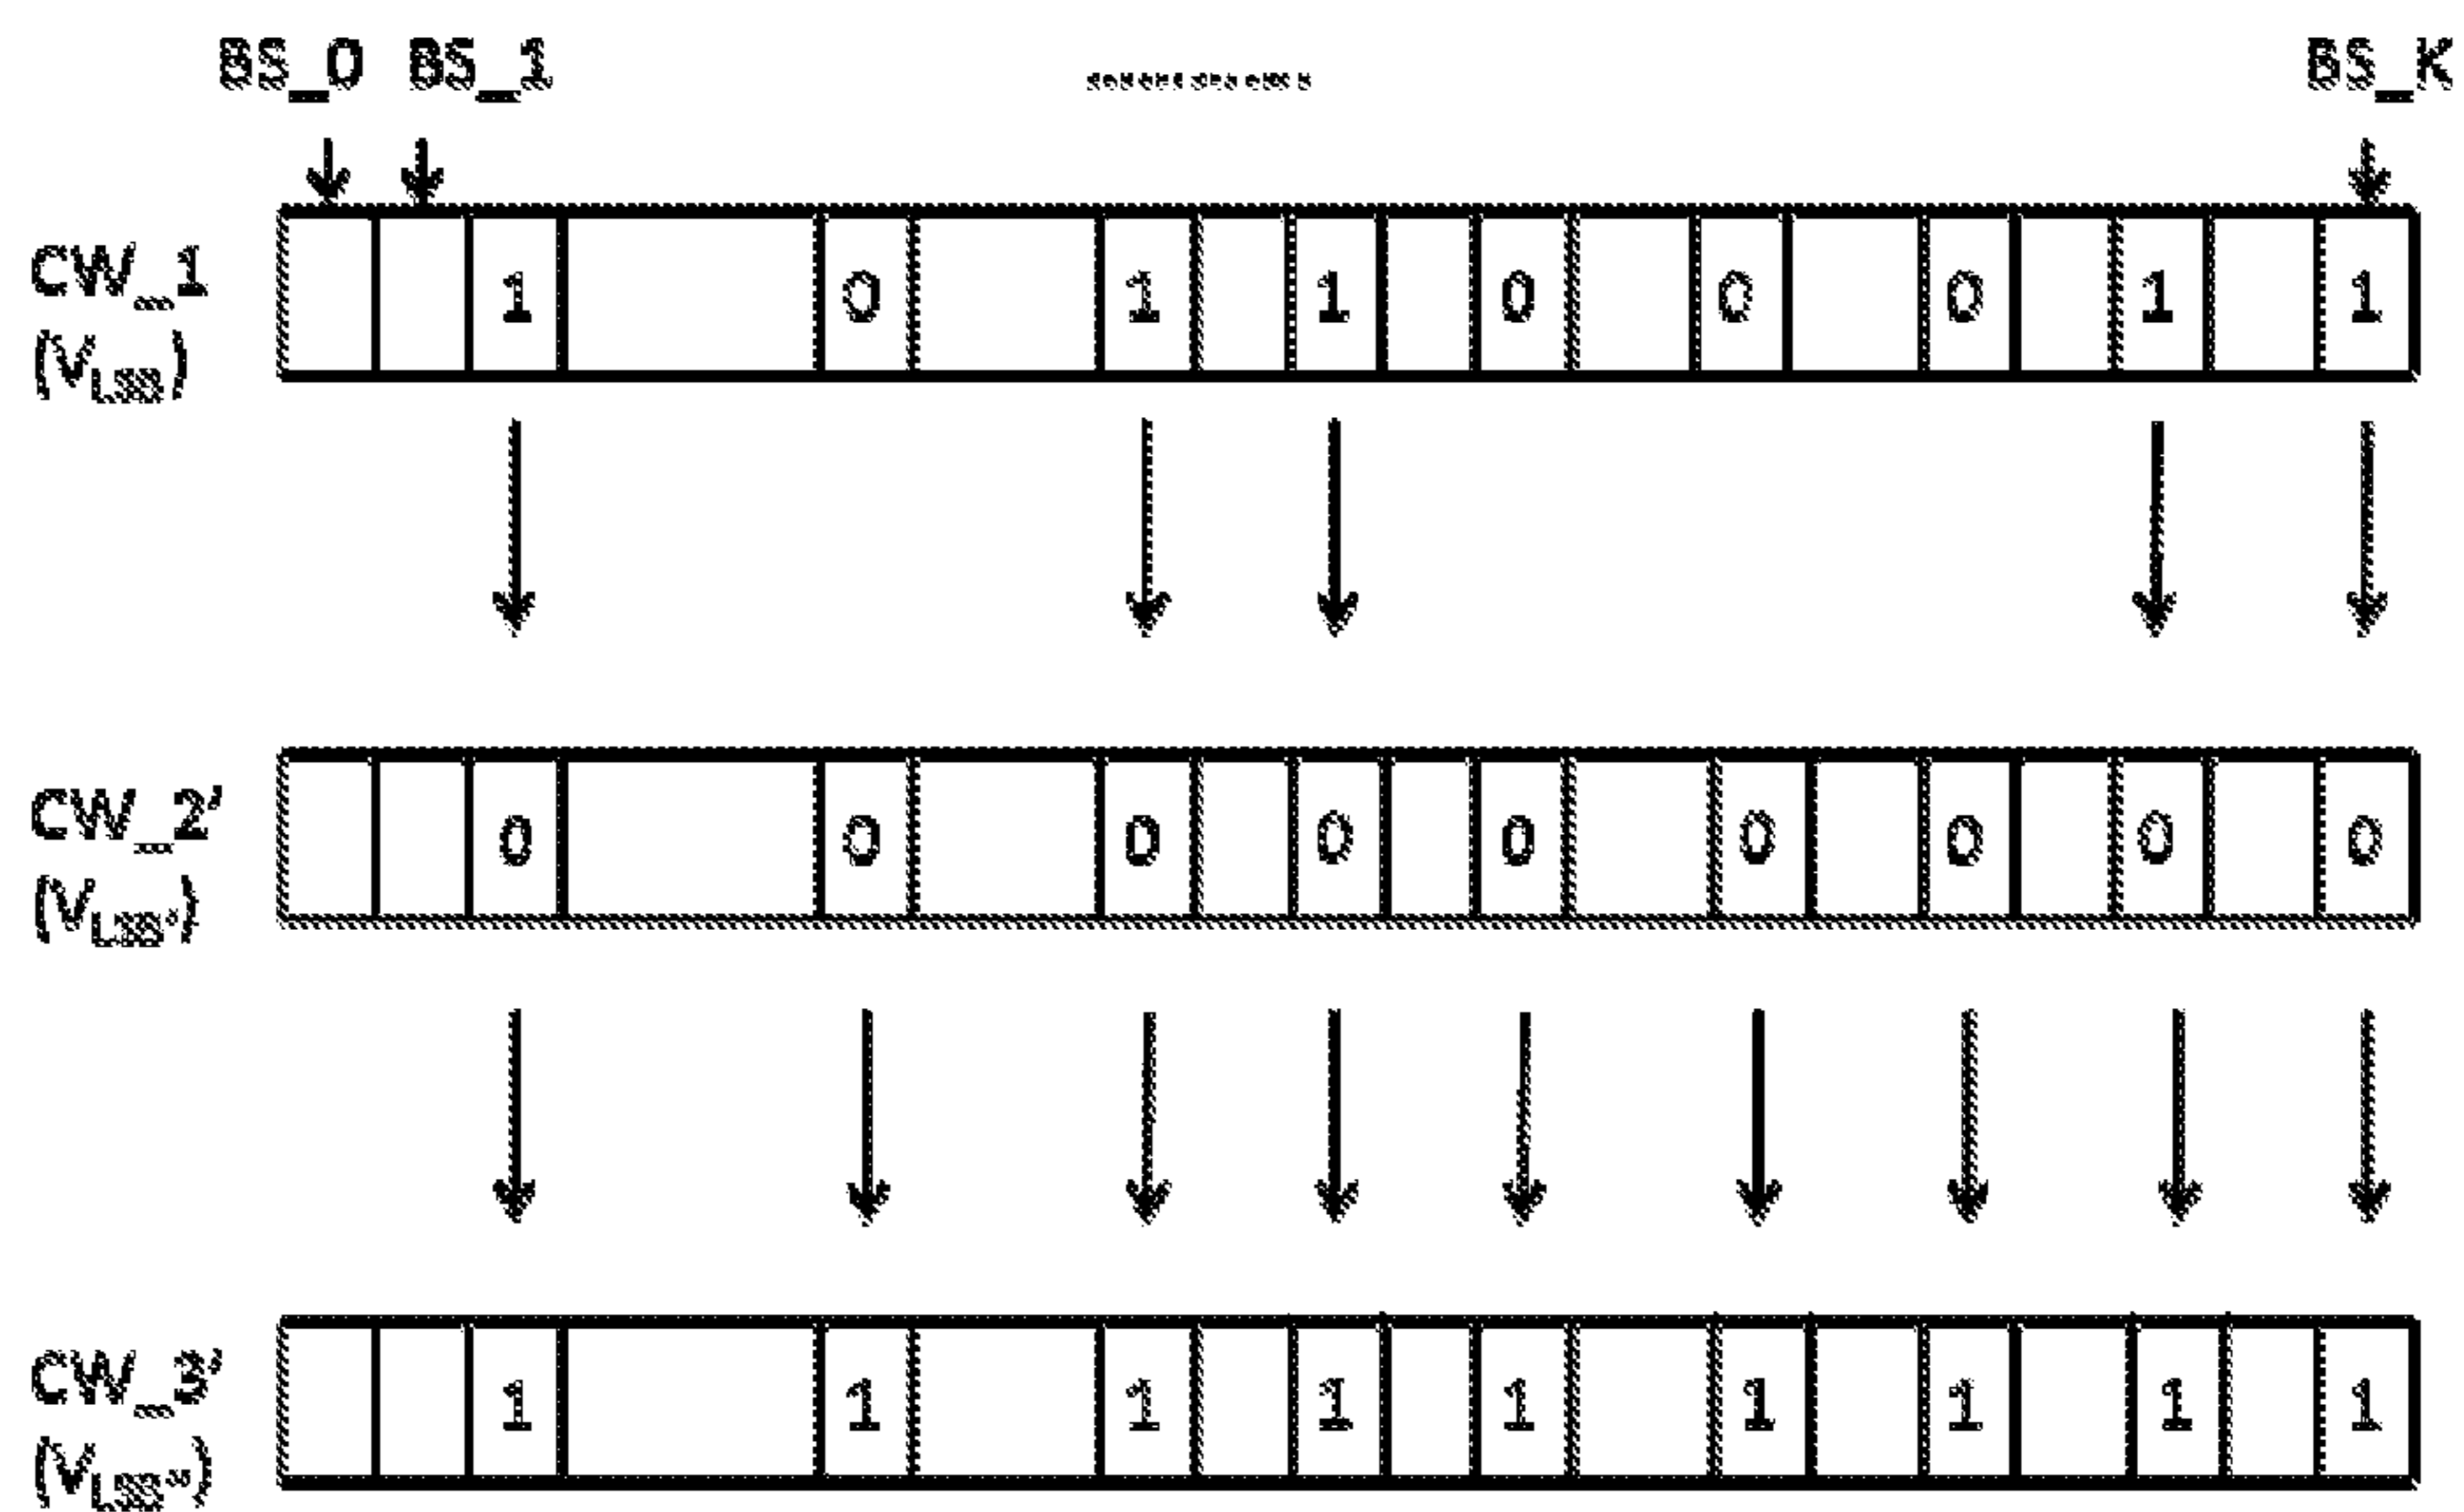 BS_0 BS_1 ............ BS_K
CW_1 1 0 1 1 0 0 0 1 1
(V
CW_2' 0 0 0 0 0 0 0 0 0
(V
CW_3' 1 1 1 1 1 1 1 1 1
(V